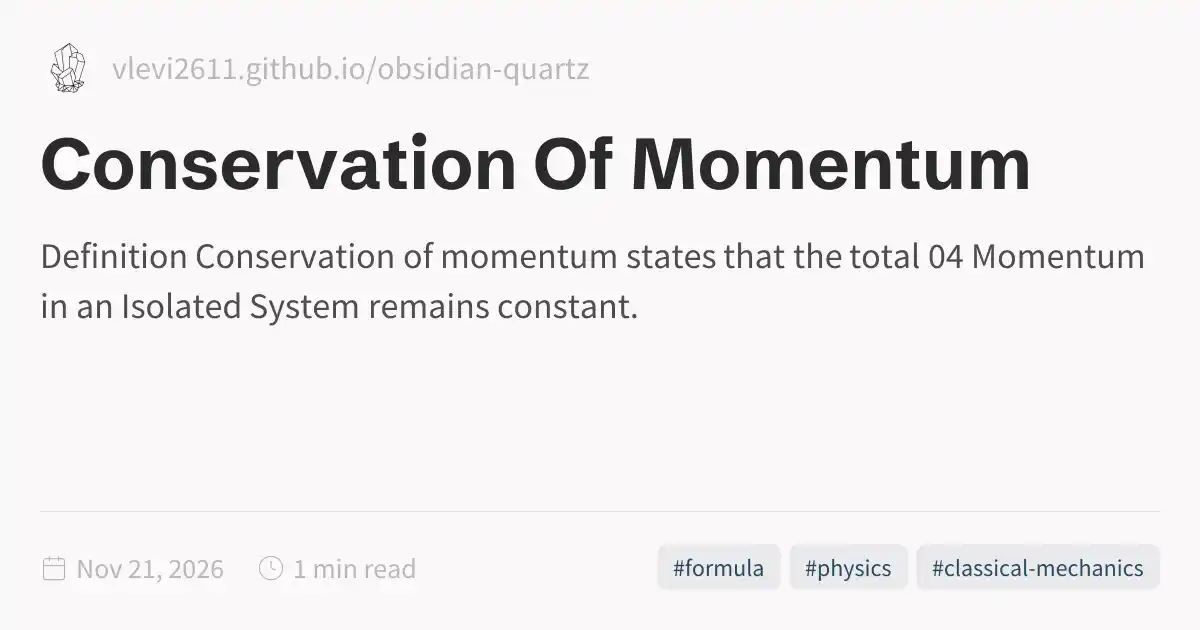 vlevi2611.github.io/obsidian-quartz
Conservation Of Momentum
Definition Conservation of momentum states that the total 04 Momentum
in an Isolated System remains constant.
Nov 21, 2026 1 min read #formula #physics #classical-mechanics